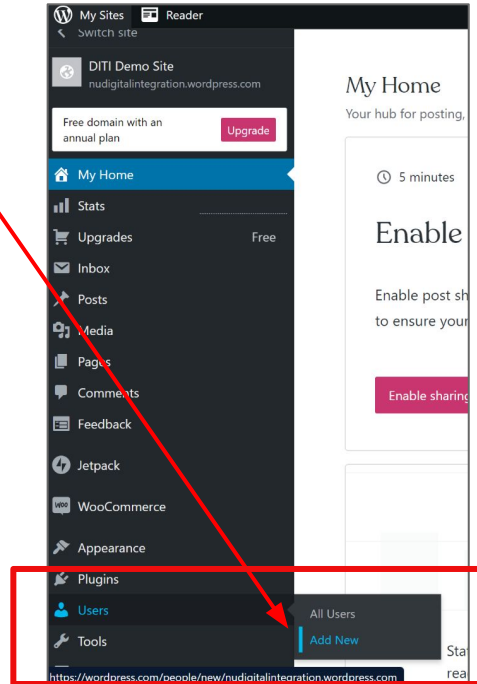 My Sites Reader
Switch site
DITI Demo Site
nudigitalintegration.wordpress.com
Free domain with an
annual plan
Upgrade
My Home
Stats
Upgrades Free
Inbox
Posts
Media
Pages
Comments
Feedback
Jetpack
WOO WooCommerce
Appearance
Plugins
Users
Tools
All Users
Add New
https://wordpress.com/people/new/nudigitalintegration.wordpress.com
My Home
Your hub for posting,
5 minutes
Enable
Enable post sh
to ensure your
Enable sharing
Sta
rea